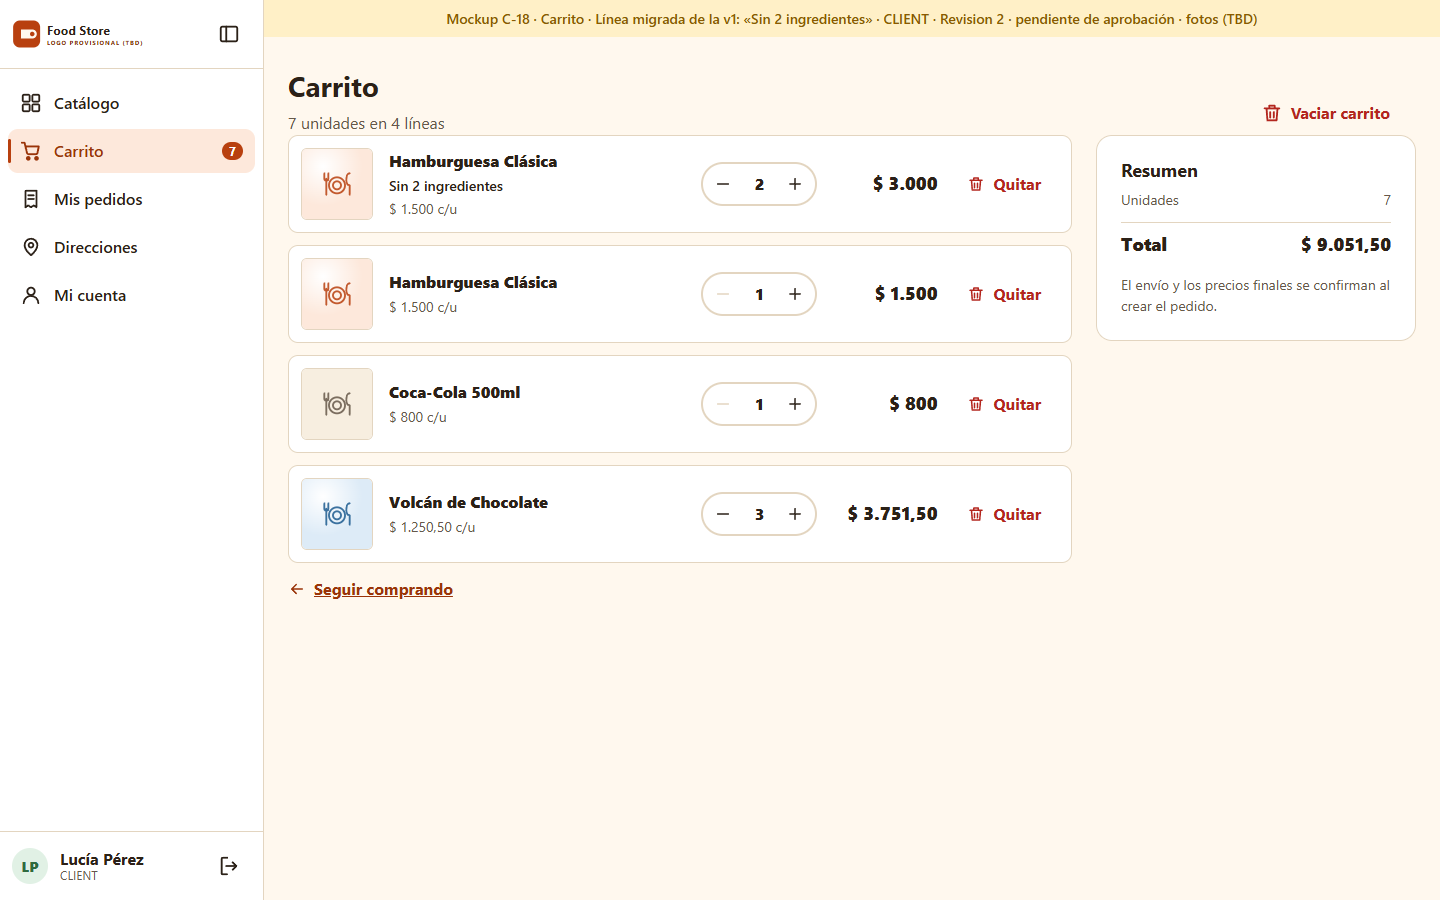 Food Store
LOGO PROVISIONAL (TBD)
Catálogo
Carrito 7
Mis pedidos
Direcciones
Mi cuenta
LP
Lucía Pérez
CLIENT
Mockup C-18 · Carrito · Línea migrada de la v1: «Sin 2 ingredientes» · CLIENT · Revision 2 · pendiente de aprobación · fotos (TBD)
Carrito
7 unidades en 4 líneas
Vaciar carrito
Hamburguesa Clásica
Sin 2 ingredientes
$ 1.500 c/u
− 2 +
$ 3.000
Quitar
Hamburguesa Clásica
$ 1.500 c/u
− 1 +
$ 1.500
Quitar
Coca-Cola 500ml
$ 800 c/u
− 1 +
$ 800
Quitar
Volcán de Chocolate
$ 1.250,50 c/u
− 3 +
$ 3.751,50
Quitar
Seguir comprando
Resumen
Unidades 7
Total $ 9.051,50
El envío y los precios finales se confirman al
crear el pedido.